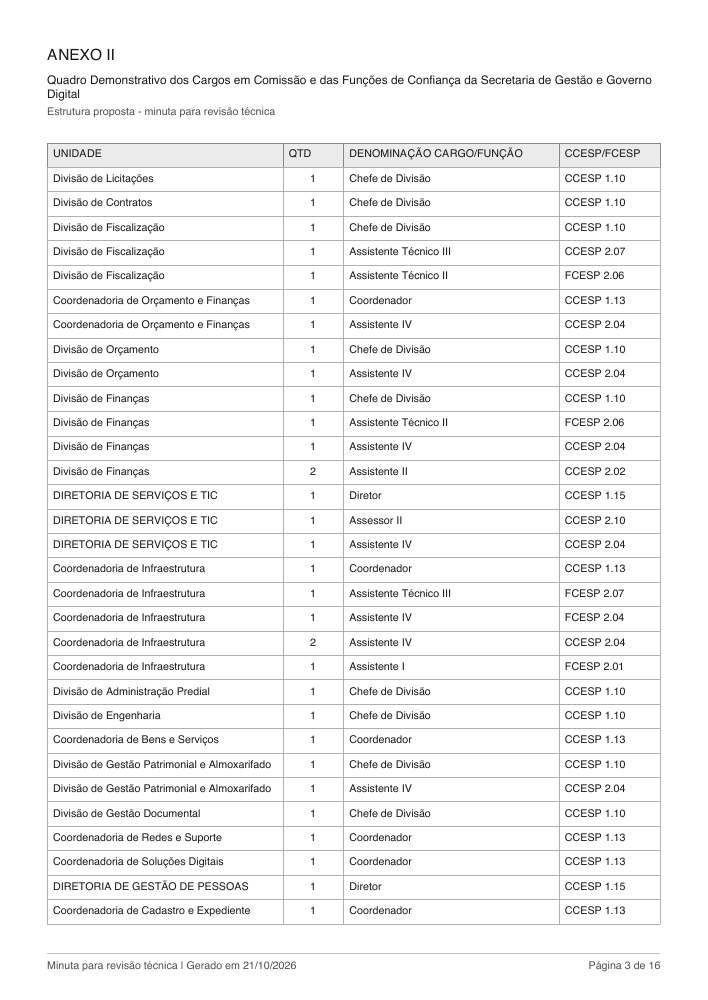 ANEXO II
Quadro Demonstrativo dos Cargos em Comissão e das Funções de Confiança da Secretaria de Gestão e Governo
Digital
Estrutura proposta - minuta para revisão técnica
UNIDADE QTD DENOMINAÇÃO CARGO/FUNÇÃO CCESP/FCESP
Divisão de Licitações 1 Chefe de Divisão CCESP 1.10
Divisão de Contratos 1 Chefe de Divisão CCESP 1.10
Divisão de Fiscalização 1 Chefe de Divisão CCESP 1.10
Divisão de Fiscalização 1 Assistente Técnico III CCESP 2.07
Divisão de Fiscalização 1 Assistente Técnico II FCESP 2.06
Coordenadoria de Orçamento e Finanças 1 Coordenador CCESP 1.13
Coordenadoria de Orçamento e Finanças 1 Assistente IV CCESP 2.04
Divisão de Orçamento 1 Chefe de Divisão CCESP 1.10
Divisão de Orçamento 1 Assistente IV CCESP 2.04
Divisão de Finanças 1 Chefe de Divisão CCESP 1.10
Divisão de Finanças 1 Assistente Técnico II FCESP 2.06
Divisão de Finanças 1 Assistente IV CCESP 2.04
Divisão de Finanças 2 Assistente II CCESP 2.02
DIRETORIA DE SERVIÇOS E TIC 1 Diretor CCESP 1.15
DIRETORIA DE SERVIÇOS E TIC 1 Assessor II CCESP 2.10
DIRETORIA DE SERVIÇOS E TIC 1 Assistente IV CCESP 2.04
Coordenadoria de Infraestrutura 1 Coordenador CCESP 1.13
Coordenadoria de Infraestrutura 1 Assistente Técnico III FCESP 2.07
Coordenadoria de Infraestrutura 1 Assistente IV FCESP 2.04
Coordenadoria de Infraestrutura 2 Assistente IV CCESP 2.04
Coordenadoria de Infraestrutura 1 Assistente I FCESP 2.01
Divisão de Administração Predial 1 Chefe de Divisão CCESP 1.10
Divisão de Engenharia 1 Chefe de Divisão CCESP 1.10
Coordenadoria de Bens e Serviços 1 Coordenador CCESP 1.13
Divisão de Gestão Patrimonial e Almoxarifado 1 Chefe de Divisão CCESP 1.10
Divisão de Gestão Patrimonial e Almoxarifado 1 Assistente IV CCESP 2.04
Divisão de Gestão Documental 1 Chefe de Divisão CCESP 1.10
Coordenadoria de Redes e Suporte 1 Coordenador CCESP 1.13
Coordenadoria de Soluções Digitais 1 Coordenador CCESP 1.13
DIRETORIA DE GESTÃO DE PESSOAS 1 Diretor CCESP 1.15
Coordenadoria de Cadastro e Expediente 1 Coordenador CCESP 1.13
Minuta para revisão técnica | Gerado em 21/10/2026 Página 3 de 16